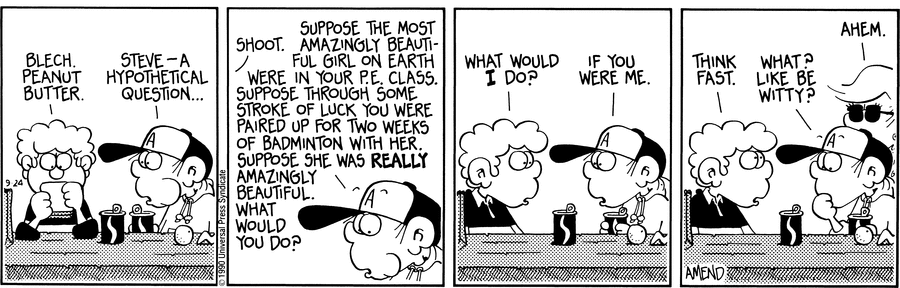 BLECH.
PEANUT
BUTTER.
STEVE—A
HYPOTHETICAL
QUESTION...
9-24
© 1990 Universal Press Syndicate
SHOOT.
SUPPOSE THE MOST
AMAZINGLY BEAUTI-
FUL GIRL ON EARTH
WERE IN YOUR P.E. CLASS.
SUPPOSE THROUGH SOME
STROKE OF LUCK YOU WERE
PAIRED UP FOR TWO WEEKS
OF BADMINTON WITH HER.
SUPPOSE SHE WAS REALLY
AMAZINGLY
BEAUTIFUL.
WHAT
WOULD
YOU DO?
A
WHAT WOULD
I DO?
IF YOU
WERE ME.
A
THINK
FAST.
WHAT?
LIKE BE
WITTY?
AHEM.
A
AMEND